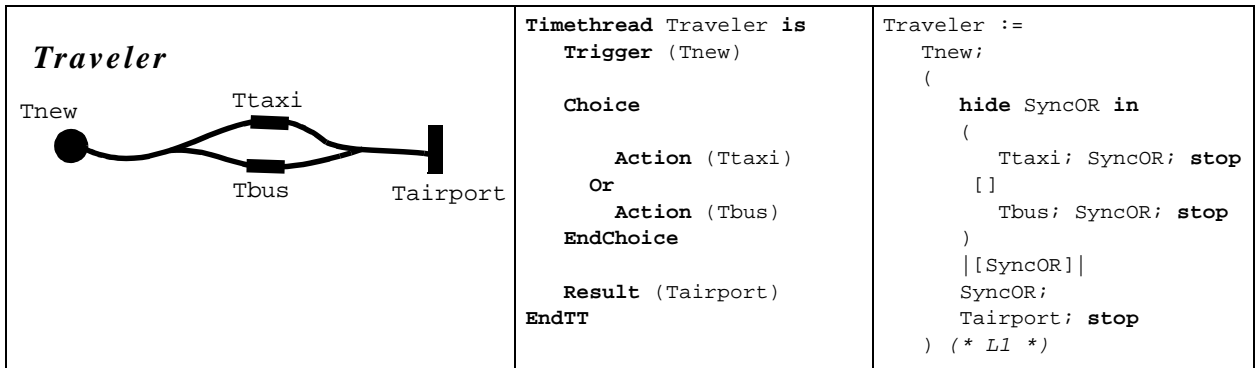 Traveler
Tnew
Ttaxi
Tbus
Tairport
Timethread Traveler is
Trigger (Tnew)
Choice
Action (Ttaxi)
Or
Action (Tbus)
EndChoice
Result (Tairport)
EndTT
Traveler :=
Tnew;
(
hide SyncOR in
(
Ttaxi; SyncOR; stop
[]
Tbus; SyncOR; stop
)
|[SyncOR]|
SyncOR;
Tairport; stop
) (* L1 *)